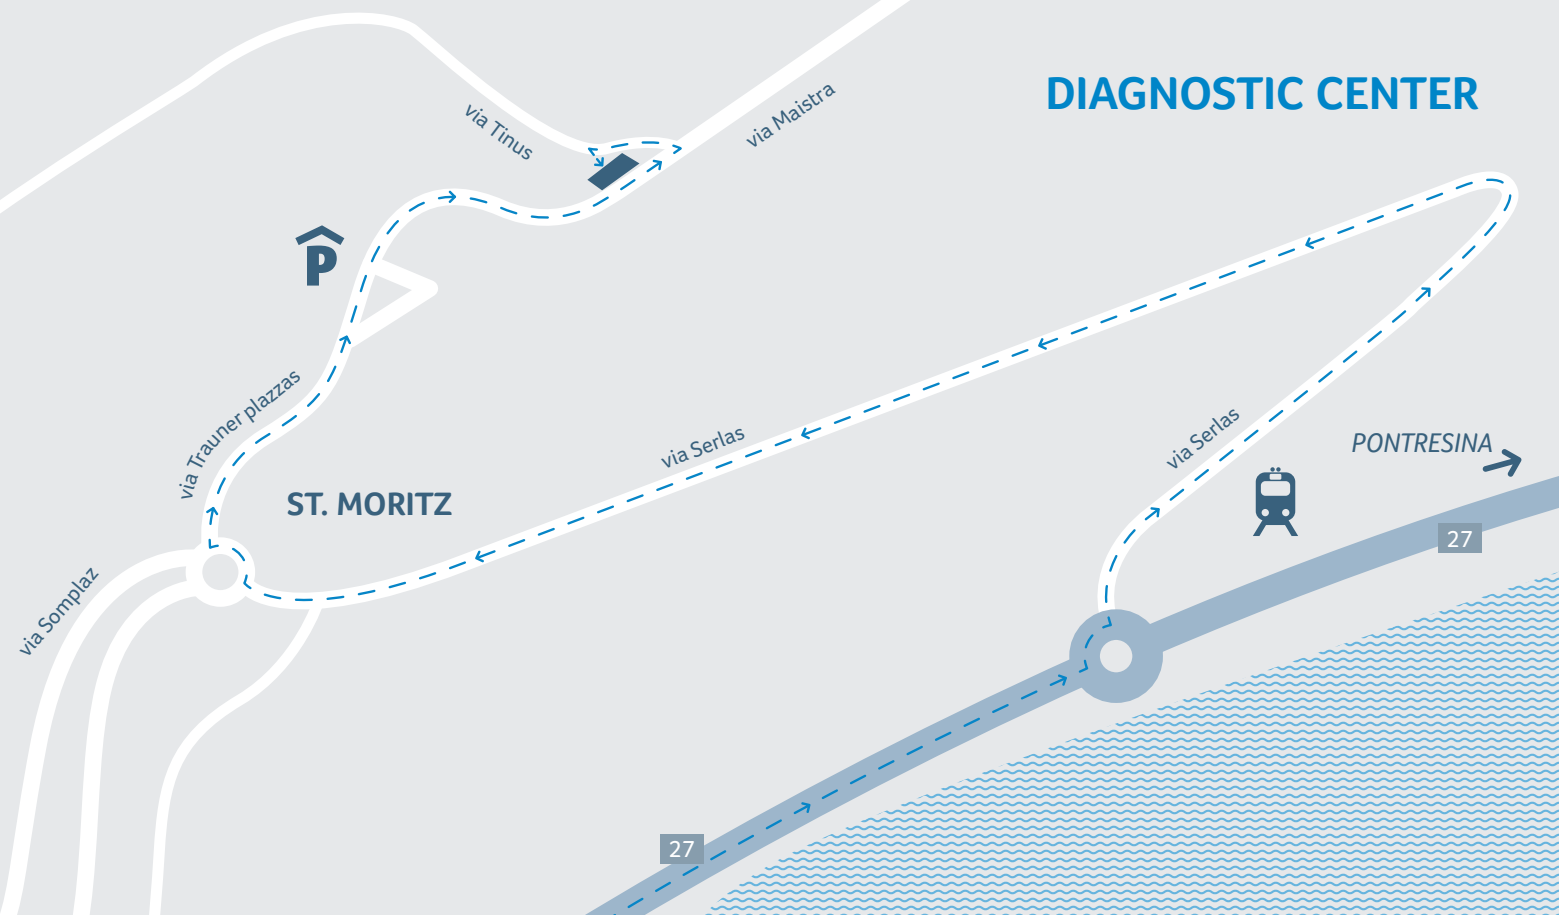 DIAGNOSTIC CENTER
via Tinus
via Maistra
P
via Trauner plazzas
via Serlas
via Serlas
PONTRESINA
ST. MORITZ
27
via Somplaz
27